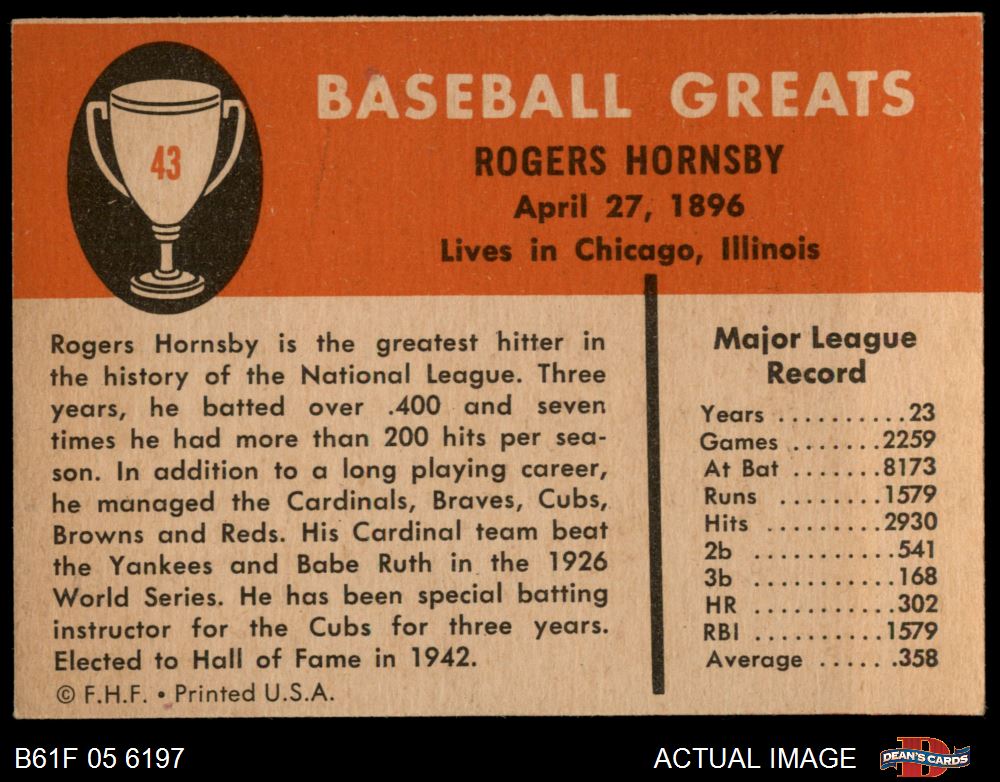 43
BASEBALL GREATS
ROGERS HORNSBY
April 27, 1896
Lives in Chicago, Illinois
Rogers Hornsby is the greatest hitter in
the history of the National League. Three
years, he batted over .400 and seven
times he had more than 200 hits per sea-
son. In addition to a long playing career,
he managed the Cardinals, Braves, Cubs,
Browns and Reds. His Cardinal team beat
the Yankees and Babe Ruth in the 1926
World Series. He has been special batting
instructor for the Cubs for three years.
Elected to Hall of Fame in 1942.
© F.H.F. • Printed U.S.A.
Major League
Record
Years ..........23
Games .......2259
At Bat .......8173
Runs ........1579
Hits .........2930
2b ...........541
3b ...........168
HR ...........302
RBI ..........1579
Average ......358
B61F 05 6197
ACTUAL IMAGE
D
DEAN'S CARDS